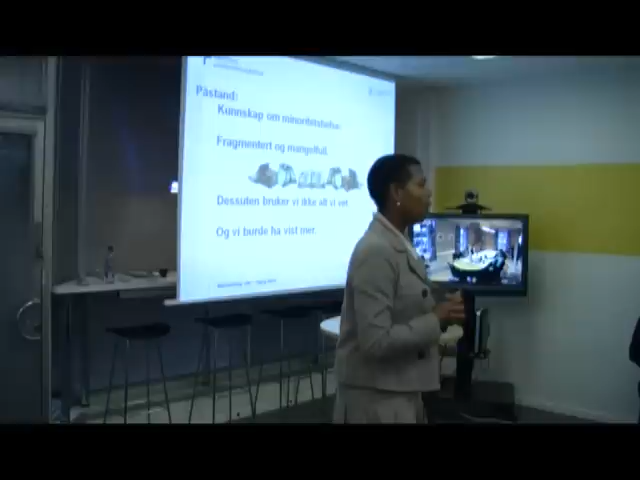 Påstand:
Kunnskap om minoritetshelse:
Fragmentert og mangelfull.
Dessuten bruker vi ikke alt vi vet
Og vi burde ha visst mer.